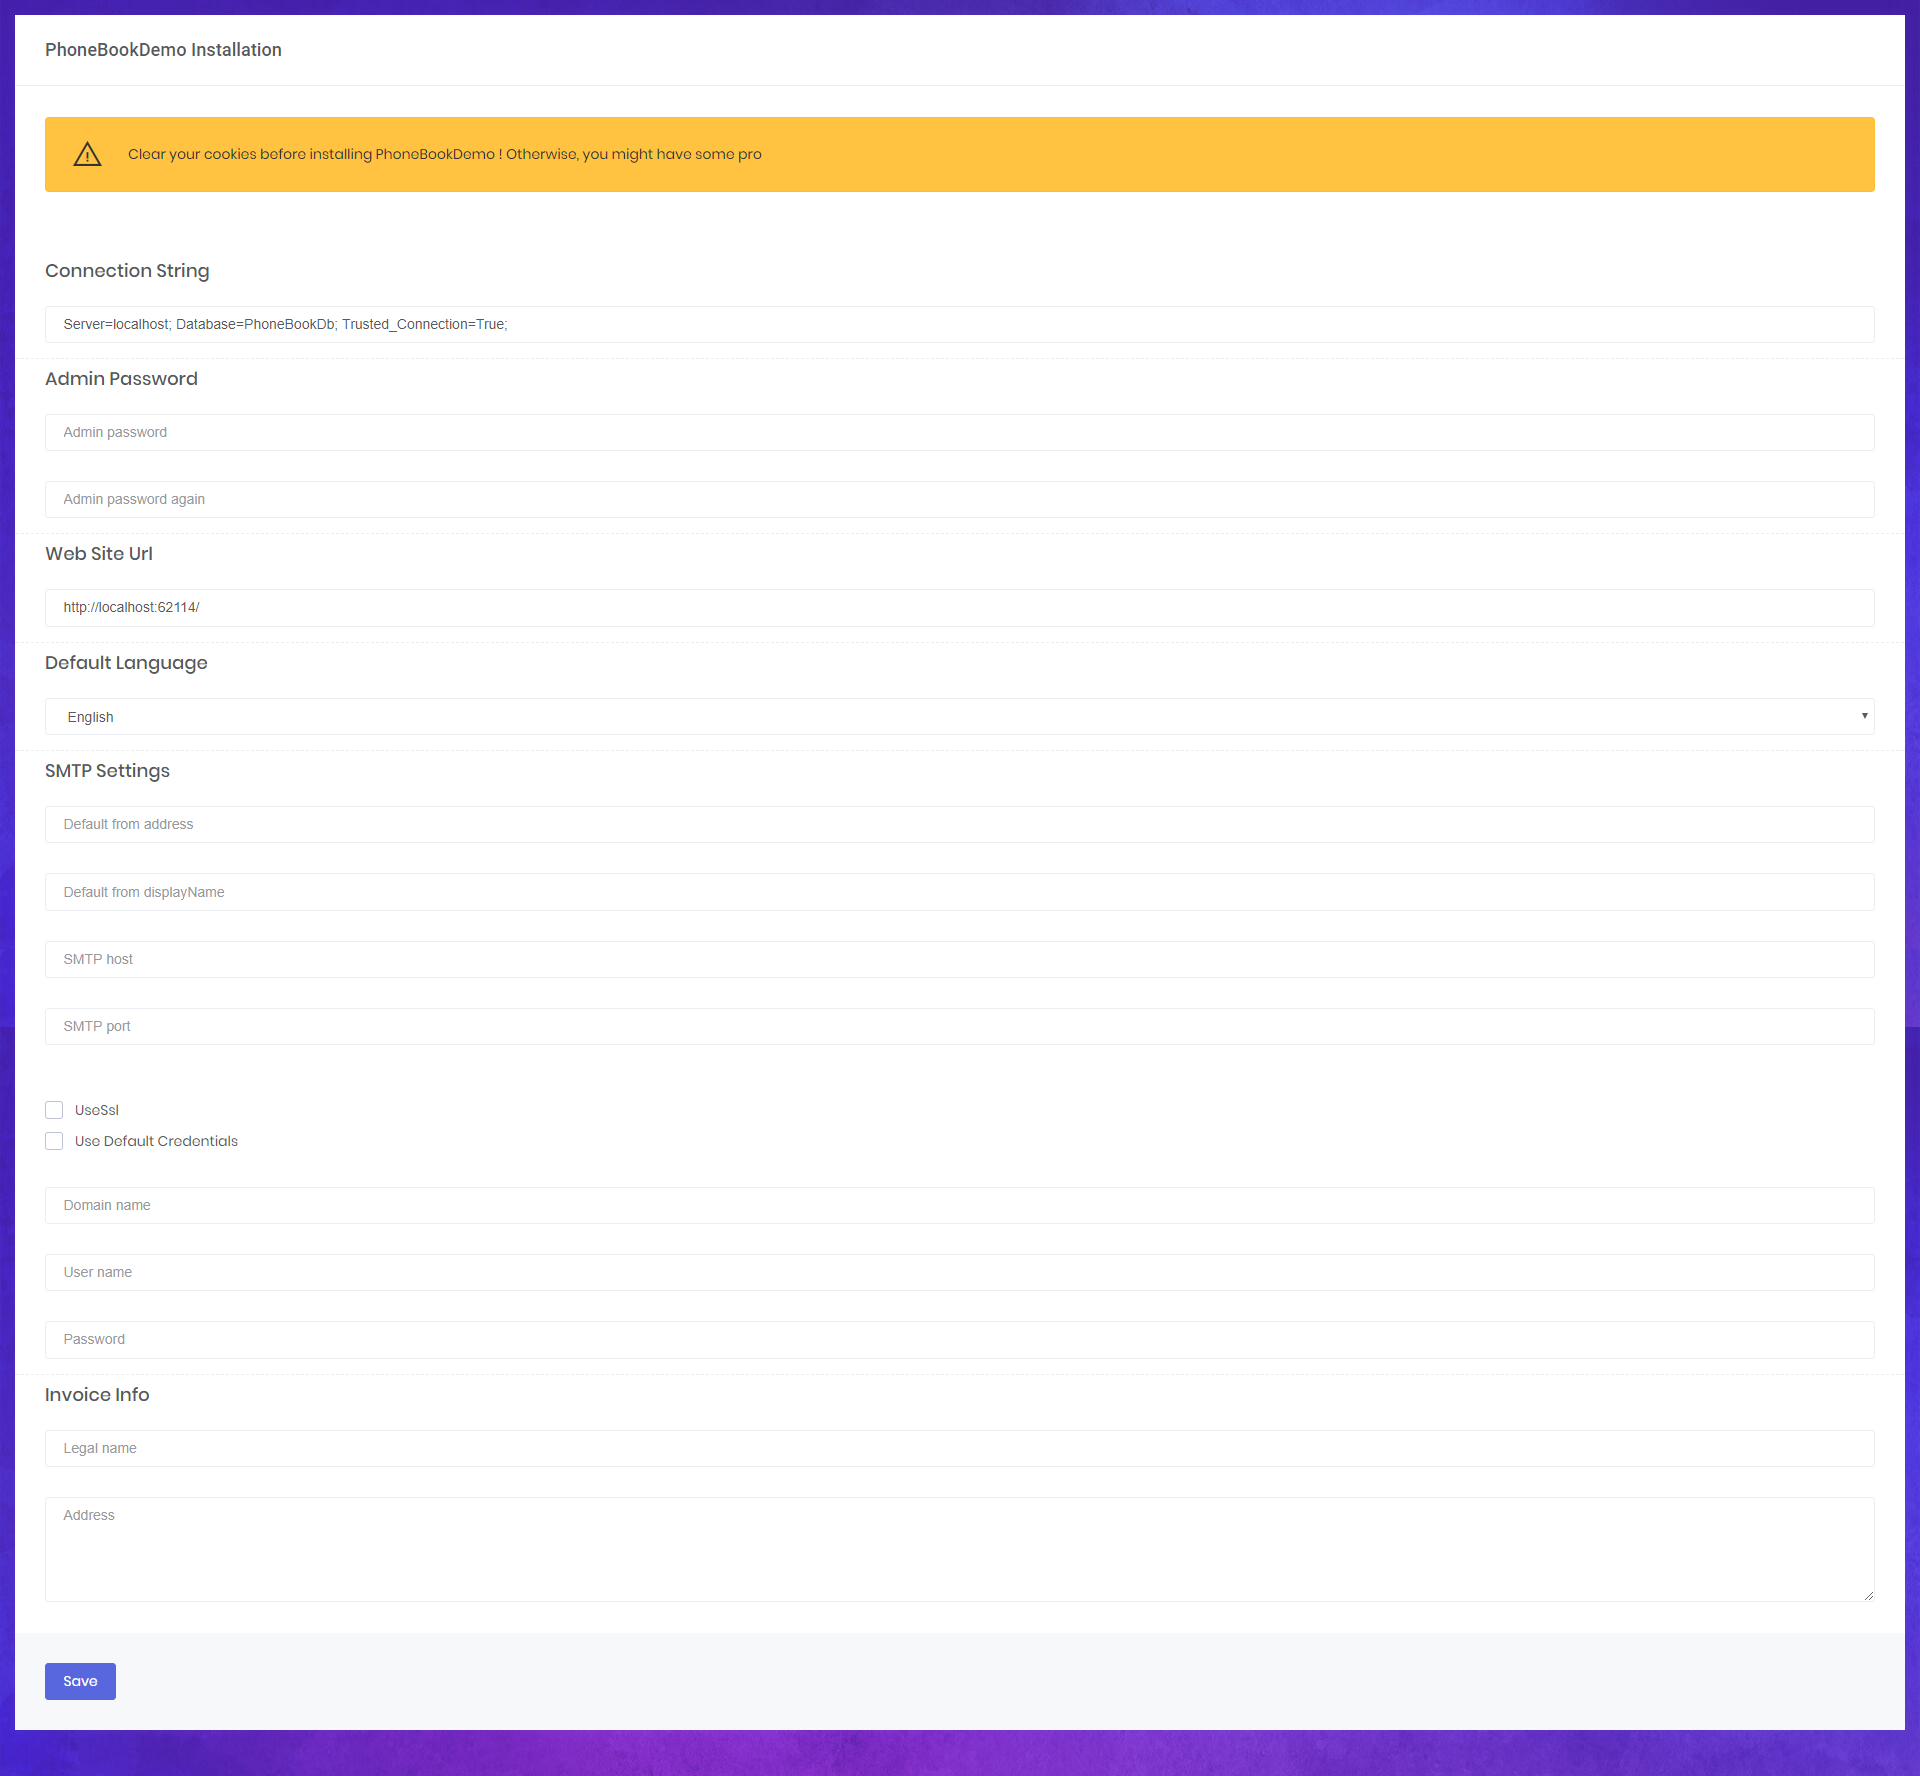 PhoneBookDemo Installation
Clear your cookies before installing PhoneBookDemo ! Otherwise, you might have some pro
Connection String
Server=localhost; Database=PhoneBookDb; Trusted_Connection=True;
Admin Password
Admin password
Admin password again
Web Site Url
http://localhost:62114/
Default Language
English
SMTP Settings
Default from address
Default from displayName
SMTP host
SMTP port
UseSsl
Use Default Credentials
Domain name
User name
Password
Invoice Info
Legal name
Address
Save